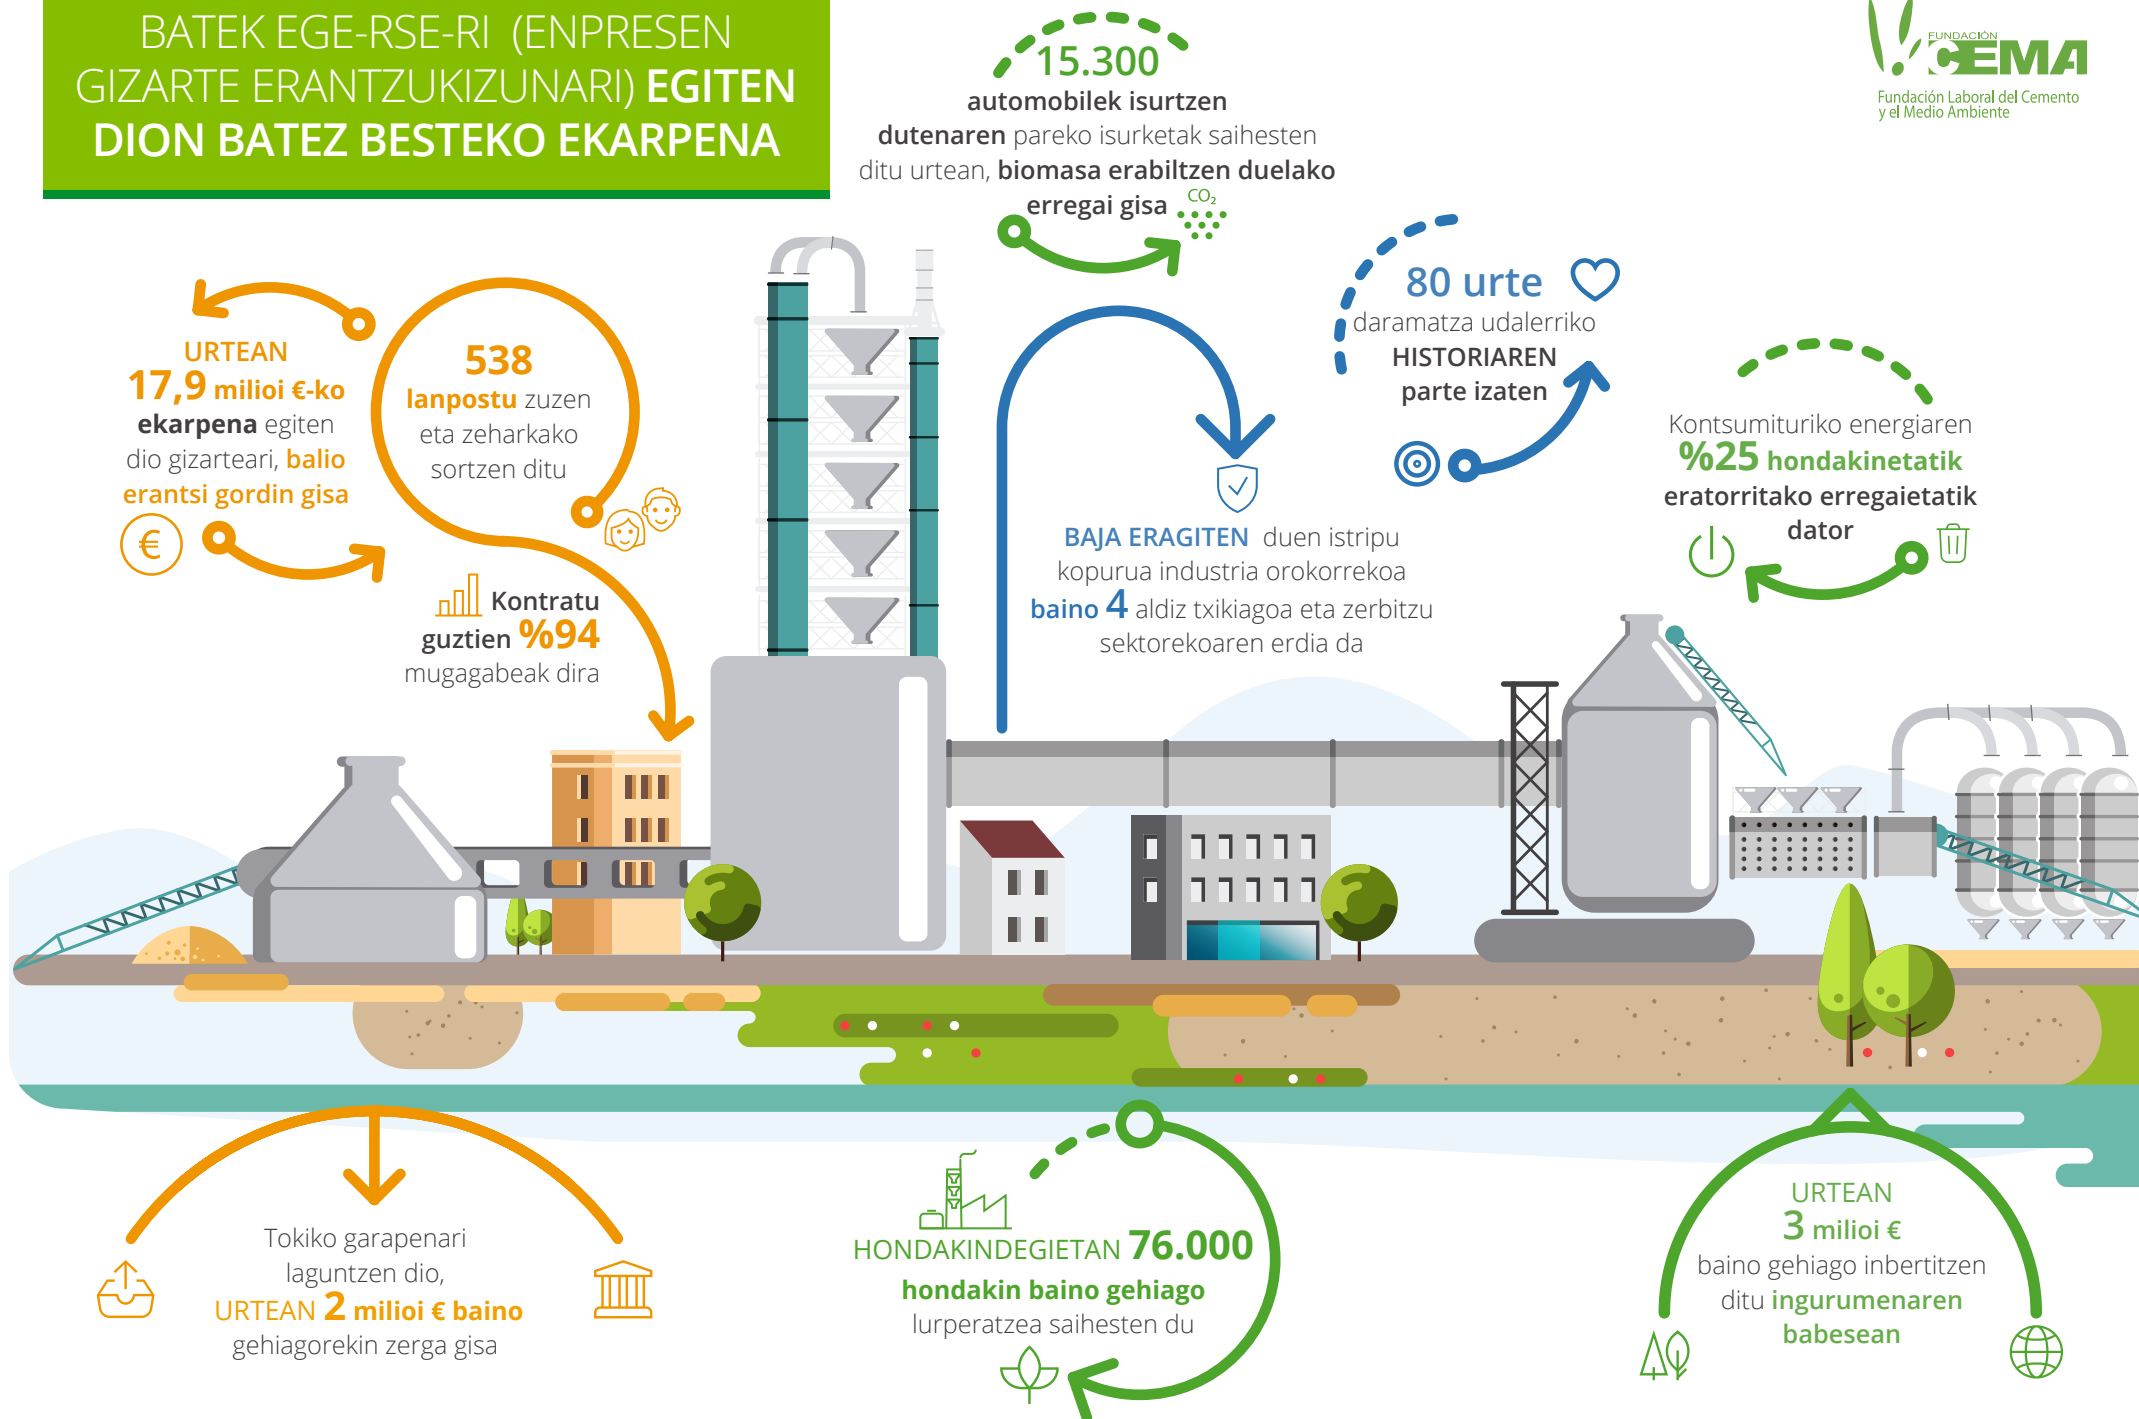 BATEK EGE-RSE-RI (ENPRESEN
GIZARTE ERANTZUKIZUNARI) EGITEN
DION BATEZ BESTEKO EKARPENA
15.300
automobilek isurtzen
dutenaren pareko isurketak saihesten
ditu urtean, biomasa erabiltzen duelako
erregai gisa
CO₂
FUNDACIÓN
CEMA
Fundación Laboral del Cemento
y el Medio Ambiente
80 urte
daramatza udalerriko
HISTORIAREN
parte izaten
URTEAN
17,9 milioi €-ko
ekarpena egiten
dio gizarteari, balio
erantsi gordin gisa
€
538
lanpostu zuzen
eta zeharkako
sortzen ditu
Kontratu
guztien %94
mugagabeak dira
BAJA ERAGITEN duen istripu
kopurua industria orokorrekoa
baino 4 aldiz txikiagoa eta zerbitzu
sektorekoaren erdia da
Kontsumituriko energiaren
%25 hondakinetatik
eratorritako erregaietatik
dator
Tokiko garapenari
laguntzen dio,
URTEAN 2 milioi € baino
gehiagorekin zerga gisa
HONDAKINDEGIETAN 76.000
hondakin baino gehiago
lurperatzea saihesten du
URTEAN
3 milioi €
baino gehiago inbertitzen
ditu ingurumenaren
babesean